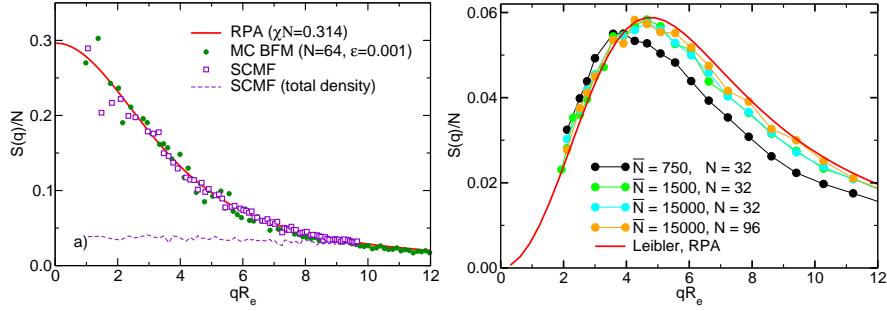 a
RPA (χN=0.314)
MC BFM (N=64, ε=0.001)
SCMF
SCMF (total density)
S(q)/N
0.3
0.2
0.1
0.0
a)
0 2 4 6 8 10 12
qRe
S(q)/N
0.06
0.04
0.02
0.00
N̅ = 750, N = 32
N̅ = 1500, N = 32
N̅ = 15000, N = 32
N̅ = 15000, N = 96
Leibler, RPA
0 2 4 6 8 10 12
qRe